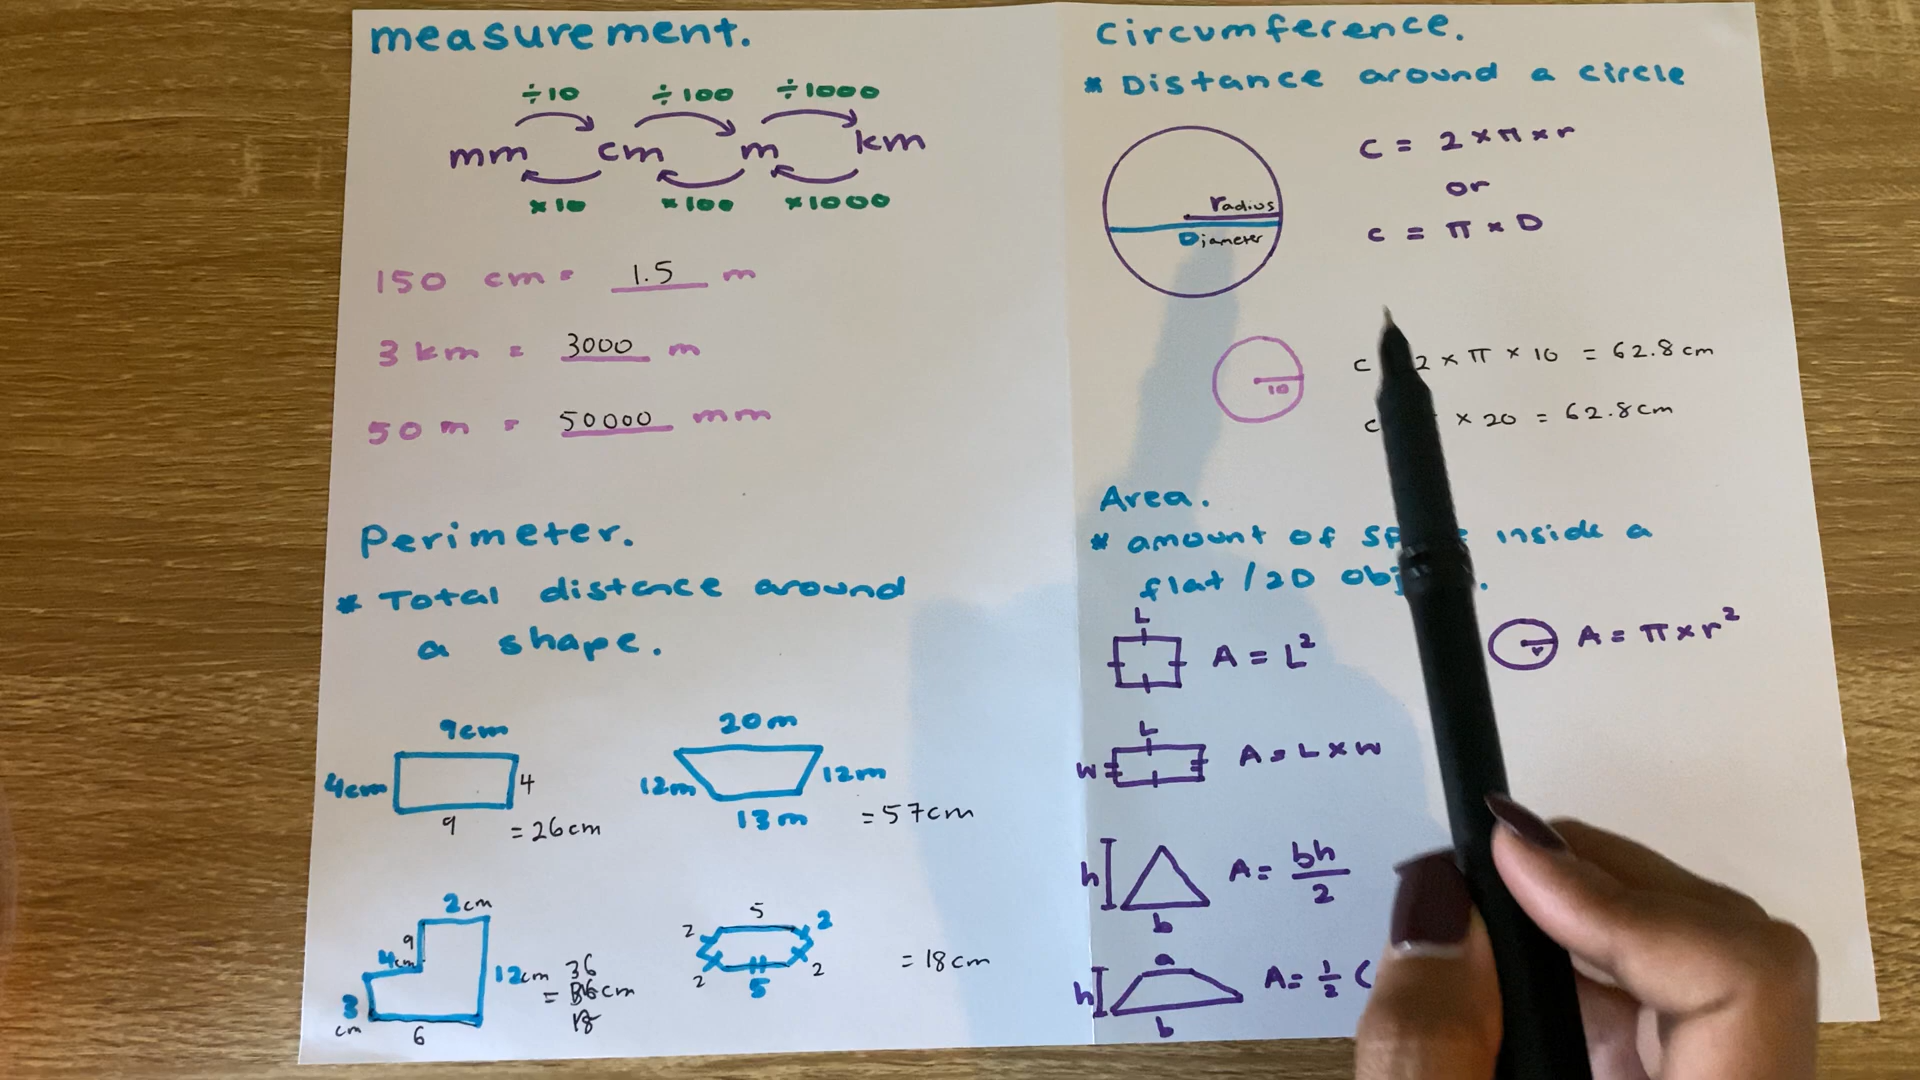 measurement.
÷10 ÷100 ÷1000
mm cm m km
×10 ×100 ×1000
150 cm = 1.5 m
3 km = 3000 m
50 m = 50000 mm
Perimeter.
* Total distance around
a shape.
9cm
4cm 4
9 = 26cm
20m
12m 12m
13m = 57cm
2cm
9
4cm
12cm 36
3 cm = cm
18
6
5
2 2
2 2
5
= 18cm
circumference.
* Distance around a circle
radius
Diameter
C = 2 × π × r
or
C = π × D
10
C 2 × π × 10 = 62.8cm
C × 20 = 62.8cm
Area.
* amount of inside a
flat / 2D
L
A = L²
r
A = π × r²
L
W
A = L × W
h
b
A = bh
2
a
h
b
A = 1/2 (